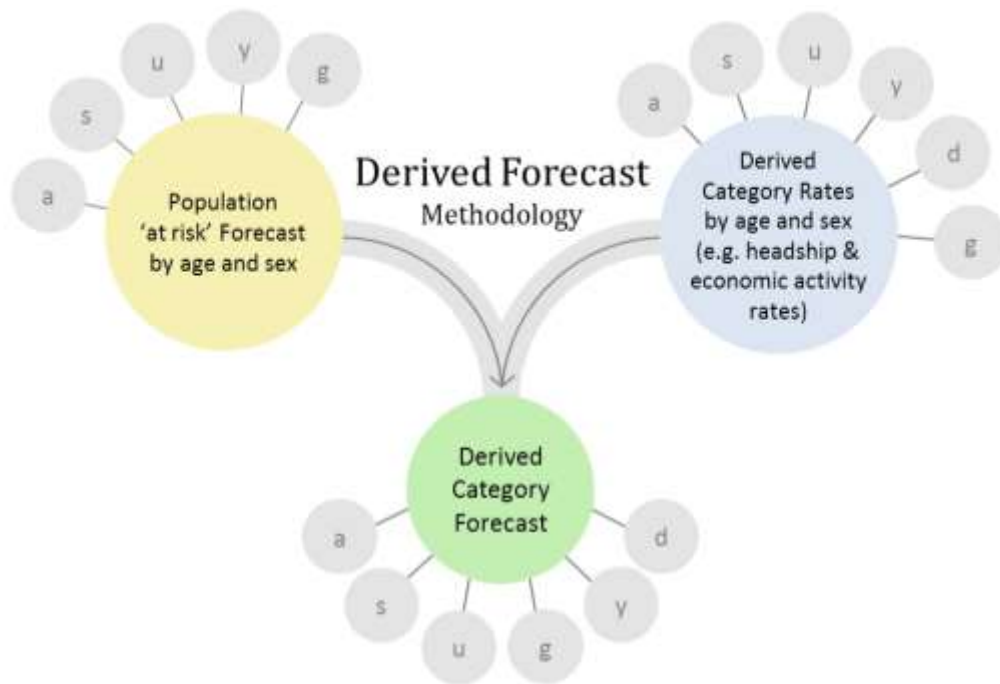 Derived Forecast
Methodology
a
s
u
y
g
Population
‘at risk’ Forecast
by age and sex
a
s
u
y
d
g
Derived
Category Rates
by age and sex
(e.g. headship &
economic activity
rates)
Derived
Category
Forecast
a
s
u
g
y
d